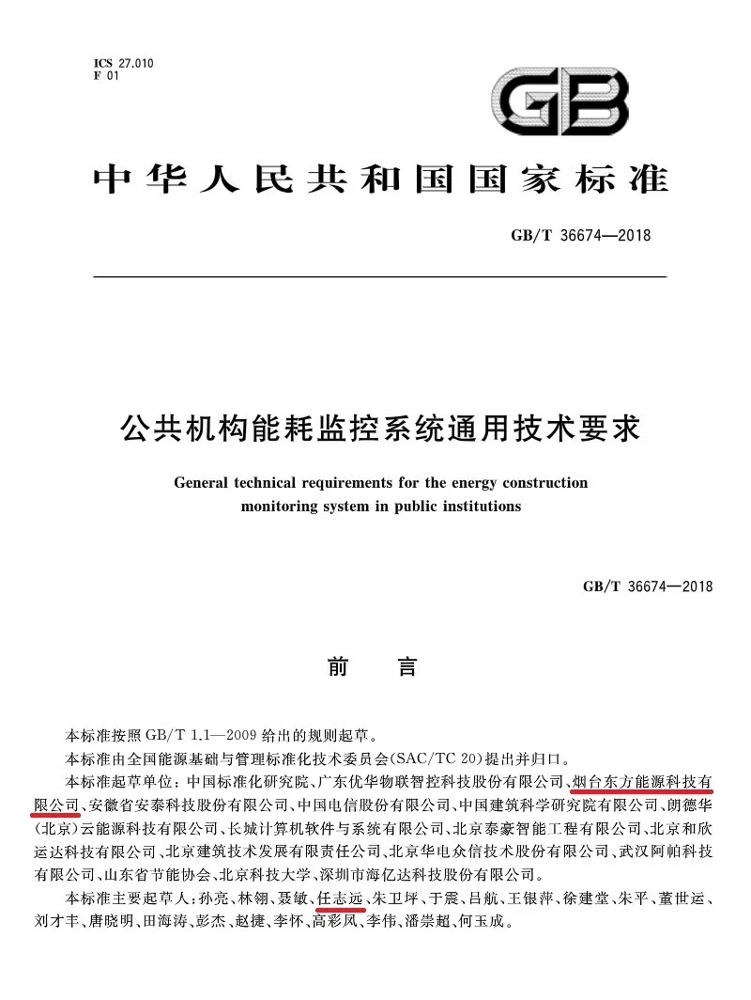 ICS 27.010
F 01
GB
中华人民共和国国家标准
GB/T 36674—2018
公共机构能耗监控系统通用技术要求
General technical requirements for the energy construction
monitoring system in public institutions
GB/T 36674—2018
前 言
本标准按照 GB/T 1.1—2009 给出的规则起草。
本标准由全国能源基础与管理标准化技术委员会(SAC/TC 20)提出并归口。
本标准起草单位：中国标准化研究院、广东优华物联智控科技股份有限公司、烟台东方能源科技有
限公司、安徽省安泰科技股份有限公司、中国电信股份有限公司、中国建筑科学研究院有限公司、朗德华
(北京)云能源科技有限公司、长城计算机软件与系统有限公司、北京泰豪智能工程有限公司、北京和欣
运达科技有限公司、北京建筑技术发展有限责任公司、北京华电众信技术股份有限公司、武汉阿帕科技
有限公司、山东省节能协会、北京科技大学、深圳市海亿达科技股份有限公司。
本标准主要起草人：孙亮、林翎、聂敏、任志远、朱卫坪、于震、吕航、王银萍、徐建堂、朱平、董世运、
刘才丰、唐晓明、田海涛、彭杰、赵捷、李怀、高彩凤、李伟、潘崇超、何玉成。